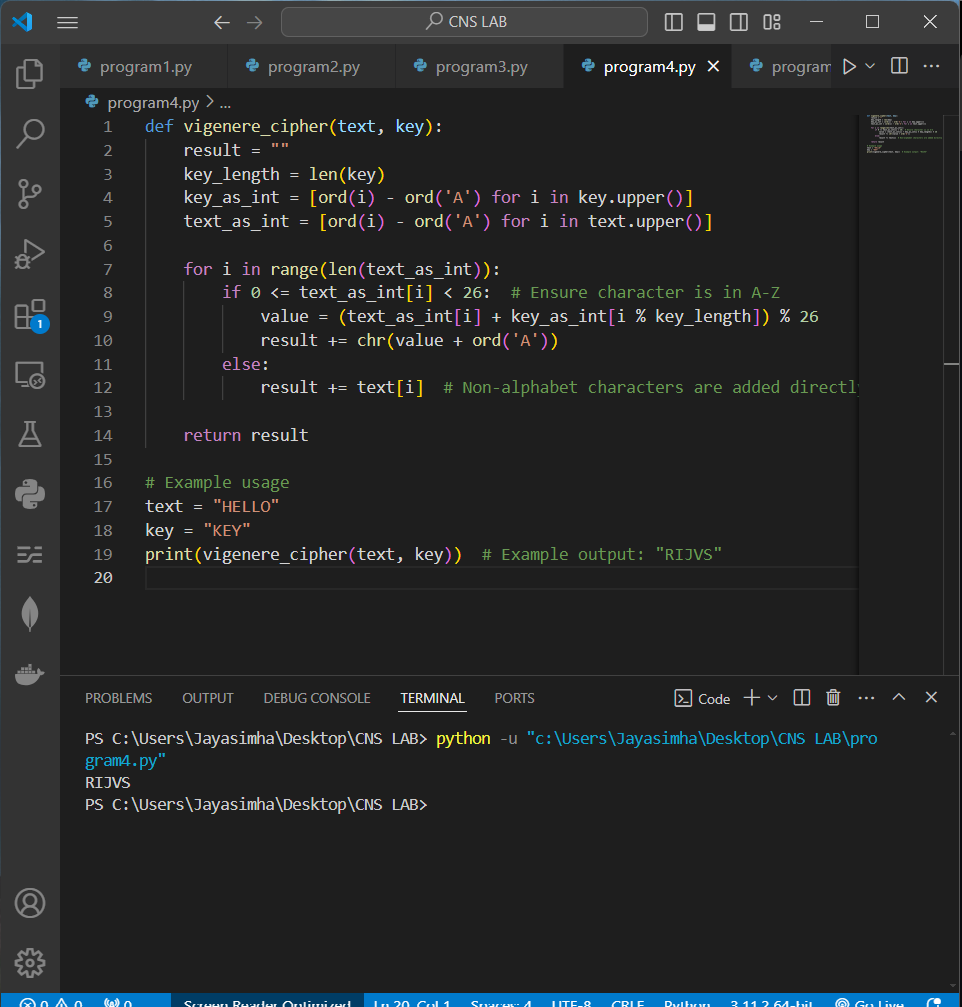 CNS LAB
program1.py program2.py program3.py program4.py program
program4.py > ...
1 def vigenere_cipher(text, key):
2     result = ""
3     key_length = len(key)
4     key_as_int = [ord(i) - ord('A') for i in key.upper()]
5     text_as_int = [ord(i) - ord('A') for i in text.upper()]
6
7     for i in range(len(text_as_int)):
8         if 0 <= text_as_int[i] < 26:  # Ensure character is in A-Z
9             value = (text_as_int[i] + key_as_int[i % key_length]) % 26
10             result += chr(value + ord('A'))
11         else:
12             result += text[i]  # Non-alphabet characters are added directly
13
14     return result
15
16 # Example usage
17 text = "HELLO"
18 key = "KEY"
19 print(vigenere_cipher(text, key))  # Example output: "RIJVS"
20
1
PROBLEMS OUTPUT DEBUG CONSOLE TERMINAL PORTS Code
PS C:\Users\Jayasimha\Desktop\CNS LAB> python -u "c:\Users\Jayasimha\Desktop\CNS LAB\pro
gram4.py"
RIJVS
PS C:\Users\Jayasimha\Desktop\CNS LAB>
0 0 0 Screen Reader Optimized Ln 20, Col 1 Spaces: 4 UTF-8 CRLF Python 3.11.2 64-bit Go Live